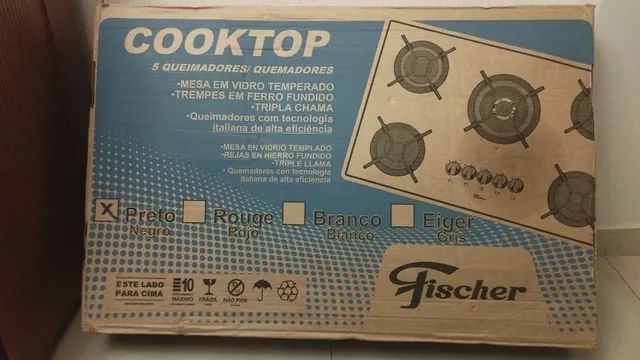 COOKTOP
5 QUEIMADORES/ QUEMADORES
•MESA EM VIDRO TEMPERADO
•TREMPES EM FERRO FUNDIDO
•TRIPLA CHAMA
•Queimadores com tecnologia
italiana de alta eficiência
•MESA EN VIDRO TEMPLADO
•REJAS EN HIERRO FUNDIDO
•TRIPLE LLAMA
• Quemadores con tecnologia
italiana de alta eficiencia
X Preto Rouge Branco Eiger
Negro Rojo Blanco Gris
ESTE LADO
PARA CIMA
10
MÁXIMO
FRÁGIL
NÃO PISE
Fischer